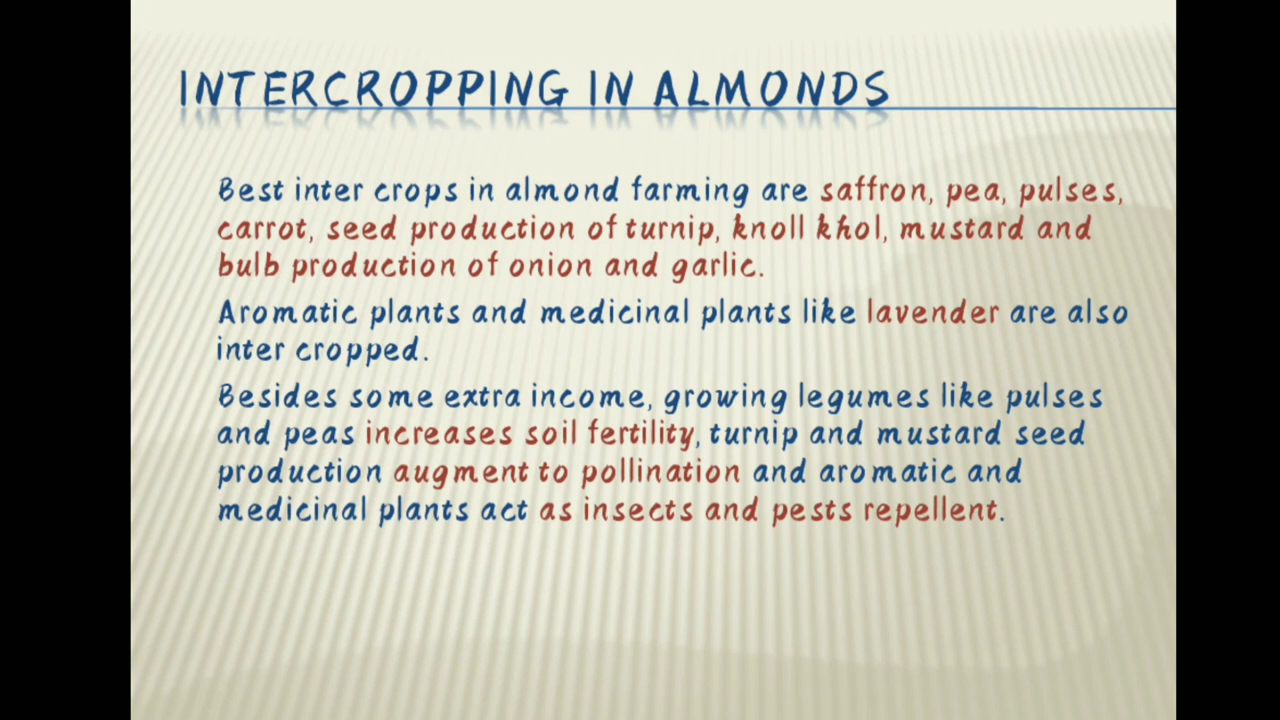 INTERCROPPING IN ALMONDS
Best inter crops in almond farming are saffron, pea, pulses,
carrot, seed production of turnip, knoll khol, mustard and
bulb production of onion and garlic.
Aromatic plants and medicinal plants like lavender are also
inter cropped.
Besides some extra income, growing legumes like pulses
and peas increases soil fertility, turnip and mustard seed
production augment to pollination and aromatic and
medicinal plants act as insects and pests repellent.